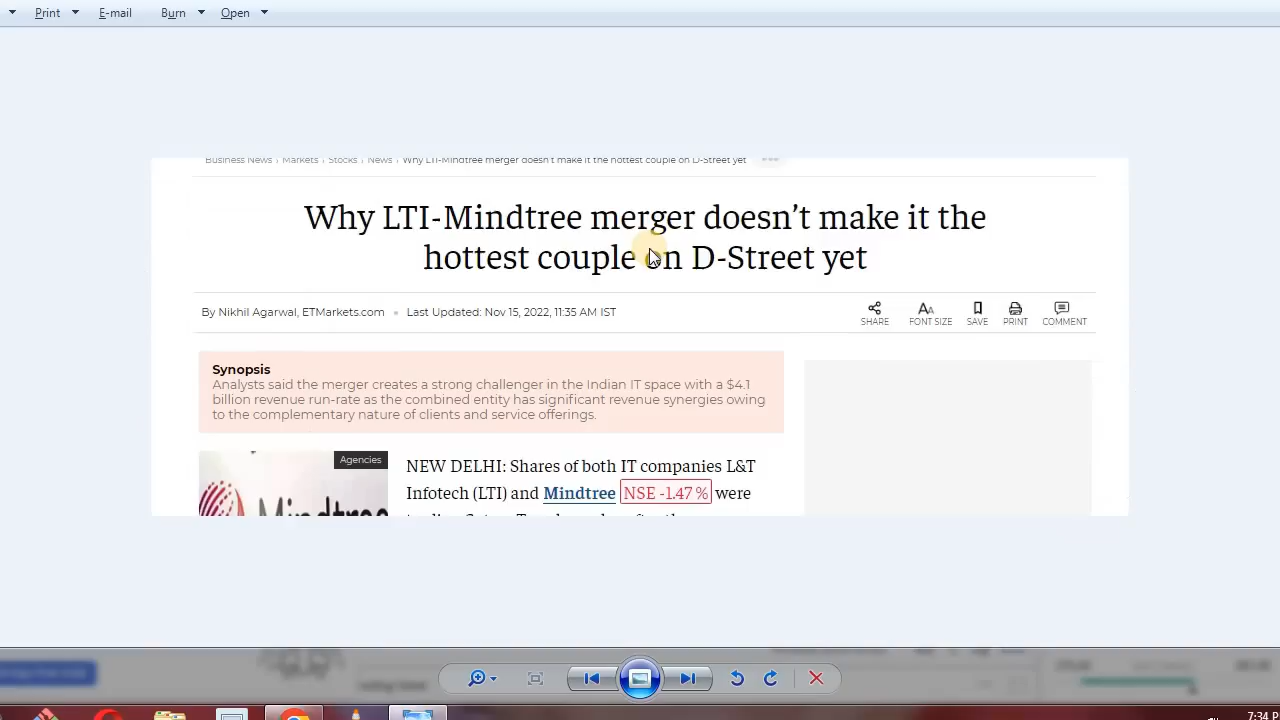 Print E-mail Burn Open
Business News › Markets › Stocks › News › Why LTI-Mindtree merger doesn't make it the hottest couple on D-Street yet
Why LTI-Mindtree merger doesn't make it the
hottest couple on D-Street yet
By Nikhil Agarwal, ETMarkets.com Last Updated: Nov 15, 2022, 11:35 AM IST
SHARE FONT SIZE SAVE PRINT COMMENT
Synopsis
Analysts said the merger creates a strong challenger in the Indian IT space with a $4.1
billion revenue run-rate as the combined entity has significant revenue synergies owing
to the complementary nature of clients and service offerings.
Agencies
Mindtree
NEW DELHI: Shares of both IT companies L&T
Infotech (LTI) and Mindtree NSE -1.47 % were
7:34 P